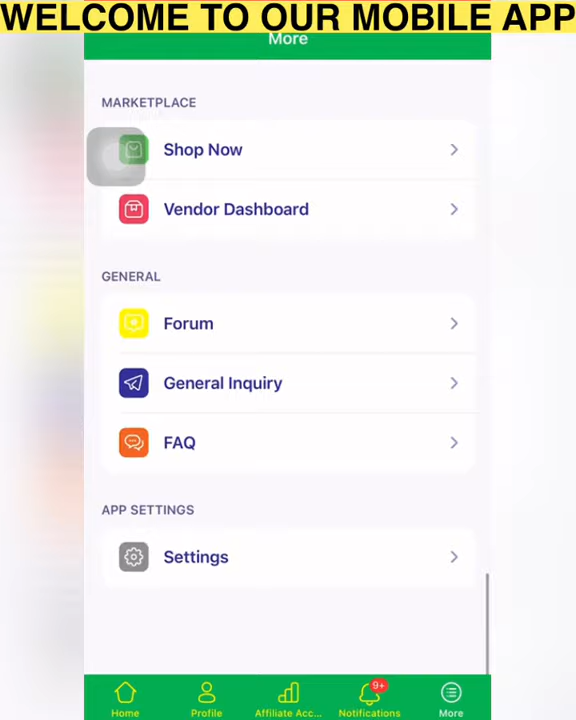 WELCOME TO OUR MOBILE APP
More
MARKETPLACE
Shop Now
Vendor Dashboard
GENERAL
Forum
General Inquiry
FAQ
APP SETTINGS
Settings
9+
Home
Profile
Affiliate Acc...
Notifications
More